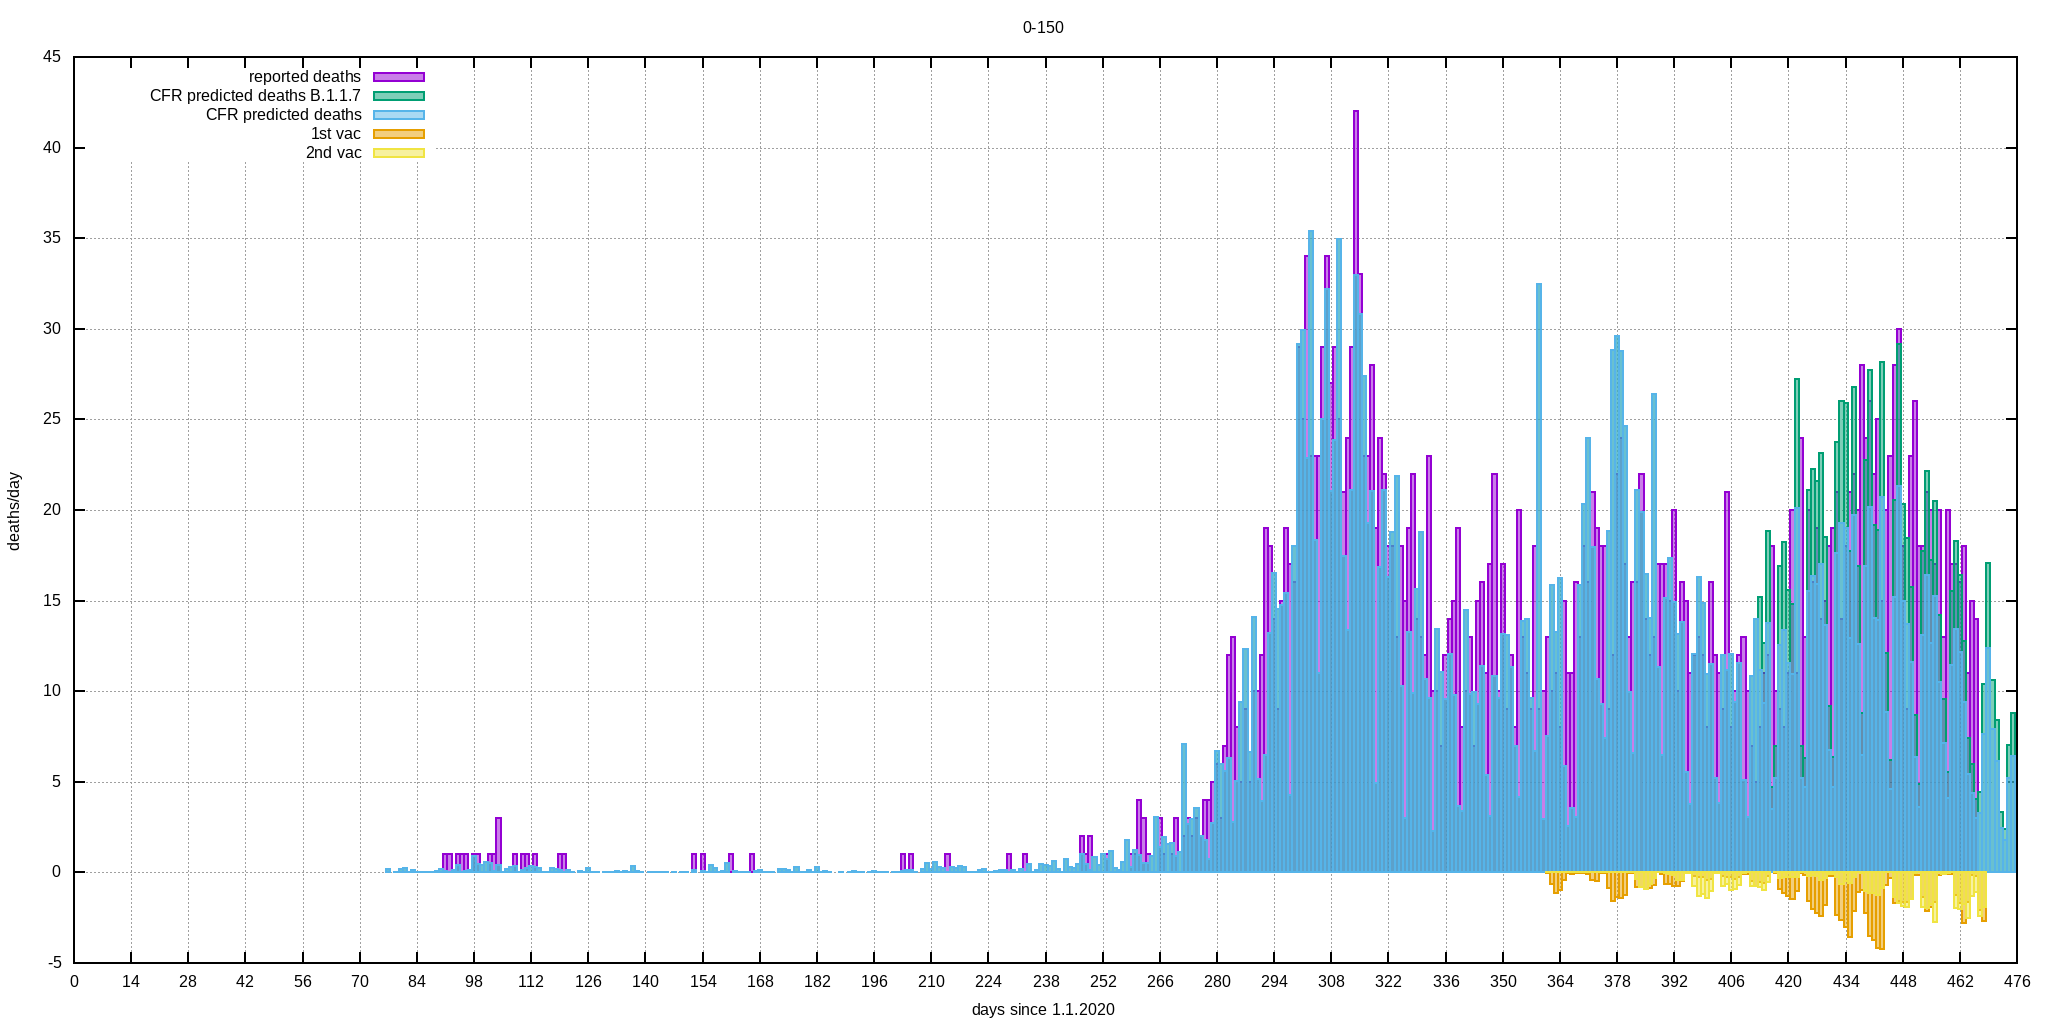 0-150
45
40
35
30
25
20
15
10
5
0
-5
deaths/day
reported deaths
CFR predicted deaths B.1.1.7
CFR predicted deaths
1st vac
2nd vac
0 14 28 42 56 70 84 98 112 126 140 154 168 182 196 210 224 238 252 266 280 294 308 322 336 350 364 378 392 406 420 434 448 462 476
days since 1.1.2020